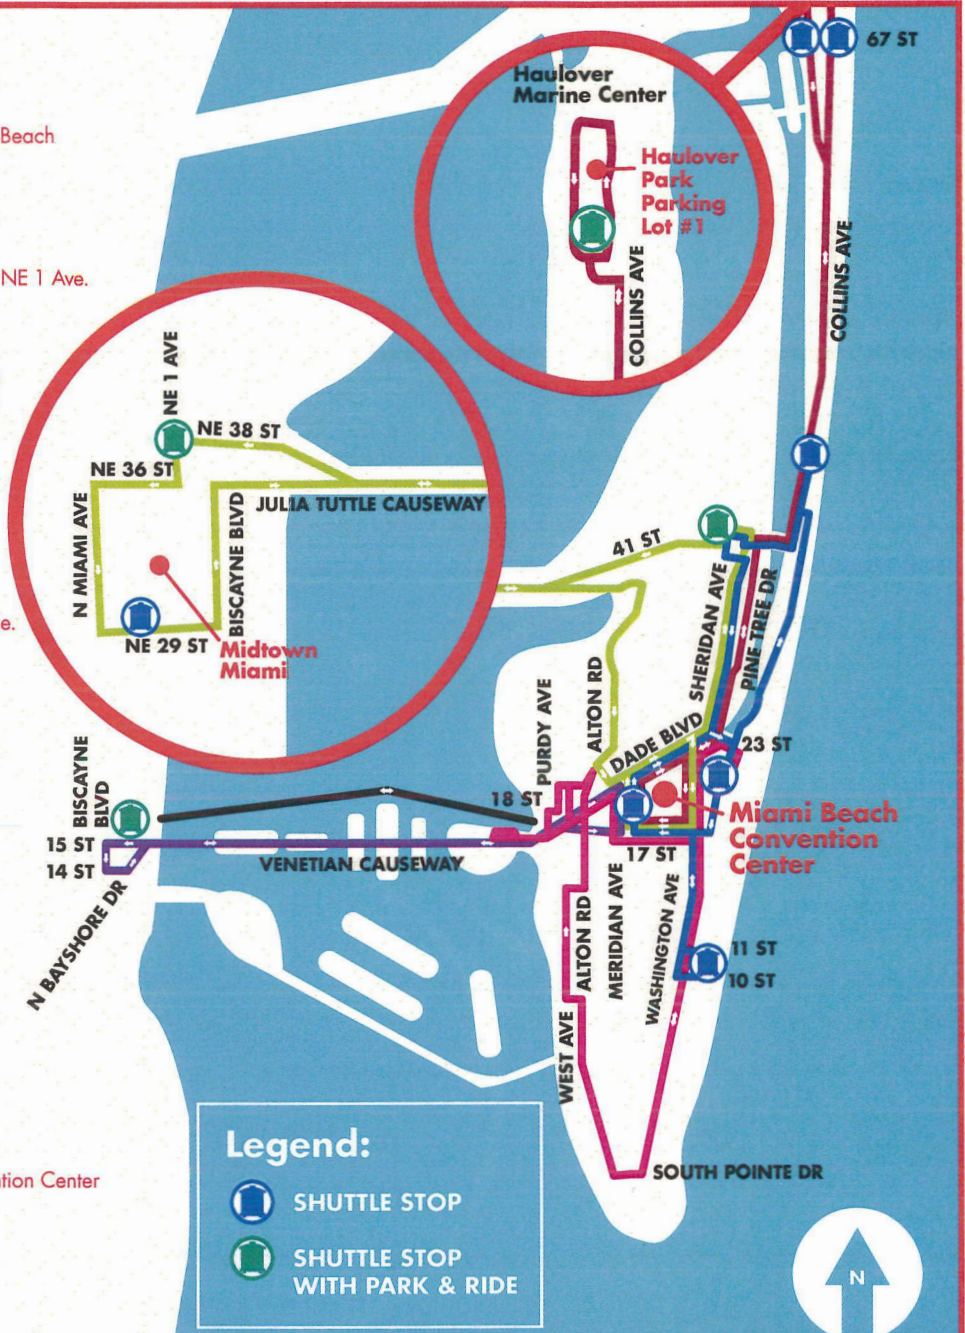 67 ST
Haulover
Marine Center
Beach
Haulover
Park
Parking
Lot #1
COLLINS AVE
COLLINS AVE
NE 1 Ave.
NE 1 AVE
NE 38 ST
NE 36 ST
JULIA TUTTLE CAUSEWAY
N MIAMI AVE
BISCAYNE BLVD
41 ST
SHERIDAN AVE
PINE TREE DR
e.
NE 29 ST
Midtown
Miami
ALTON RD
PURDY AVE
DADE BLVD
23 ST
BISCAYNE
BLVD
18 ST
Miami Beach
Convention
Center
15 ST
14 ST
VENETIAN CAUSEWAY
17 ST
N BAYSHORE DR
ALTON RD
MERIDIAN AVE
WASHINGTON AVE
11 ST
10 ST
WEST AVE
SOUTH POINTE DR
tion Center
Legend:
SHUTTLE STOP
SHUTTLE STOP
WITH PARK & RIDE
N